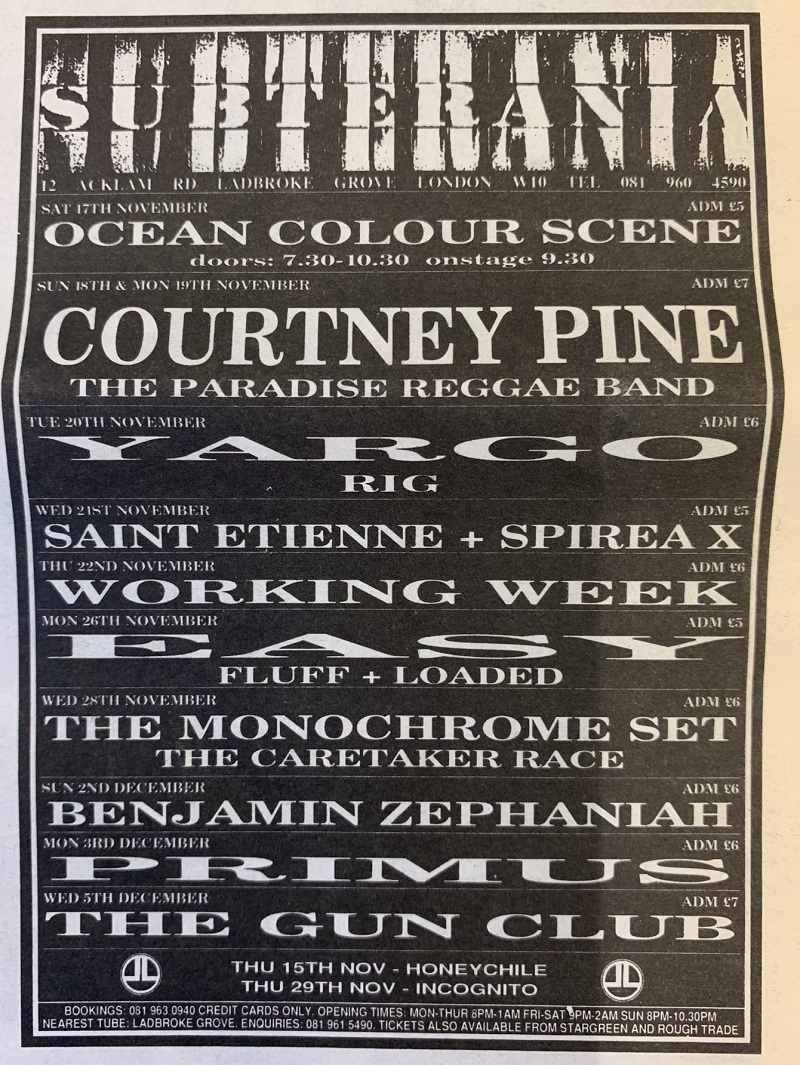 SUBTERANIA
12 ACKLAM RD LADBROKE GROVE LONDON W10 TEL 081 960 4590
SAT 17TH NOVEMBER ADM £5
OCEAN COLOUR SCENE
doors: 7.30-10.30 onstage 9.30
SUN 18TH & MON 19TH NOVEMBER ADM £7
COURTNEY PINE
THE PARADISE REGGAE BAND
TUE 20TH NOVEMBER ADM £6
YARGO
RIG
WED 21ST NOVEMBER ADM £5
SAINT ETIENNE + SPIREA X
THU 22ND NOVEMBER ADM £6
WORKING WEEK
MON 26TH NOVEMBER ADM £5
EASY
FLUFF + LOADED
WED 28TH NOVEMBER ADM £6
THE MONOCHROME SET
THE CARETAKER RACE
SUN 2ND DECEMBER ADM £6
BENJAMIN ZEPHANIAH
MON 3RD DECEMBER ADM £6
PRIMUS
WED 5TH DECEMBER ADM £7
THE GUN CLUB
THU 15TH NOV - HONEYCHILE
THU 29TH NOV - INCOGNITO
BOOKINGS: 081 963 0940 CREDIT CARDS ONLY. OPENING TIMES: MON-THUR 8PM-1AM FRI-SAT 9PM-2AM SUN 8PM-10.30PM
NEAREST TUBE: LADBROKE GROVE. ENQUIRIES: 081 961 5490. TICKETS ALSO AVAILABLE FROM STARGREEN AND ROUGH TRADE